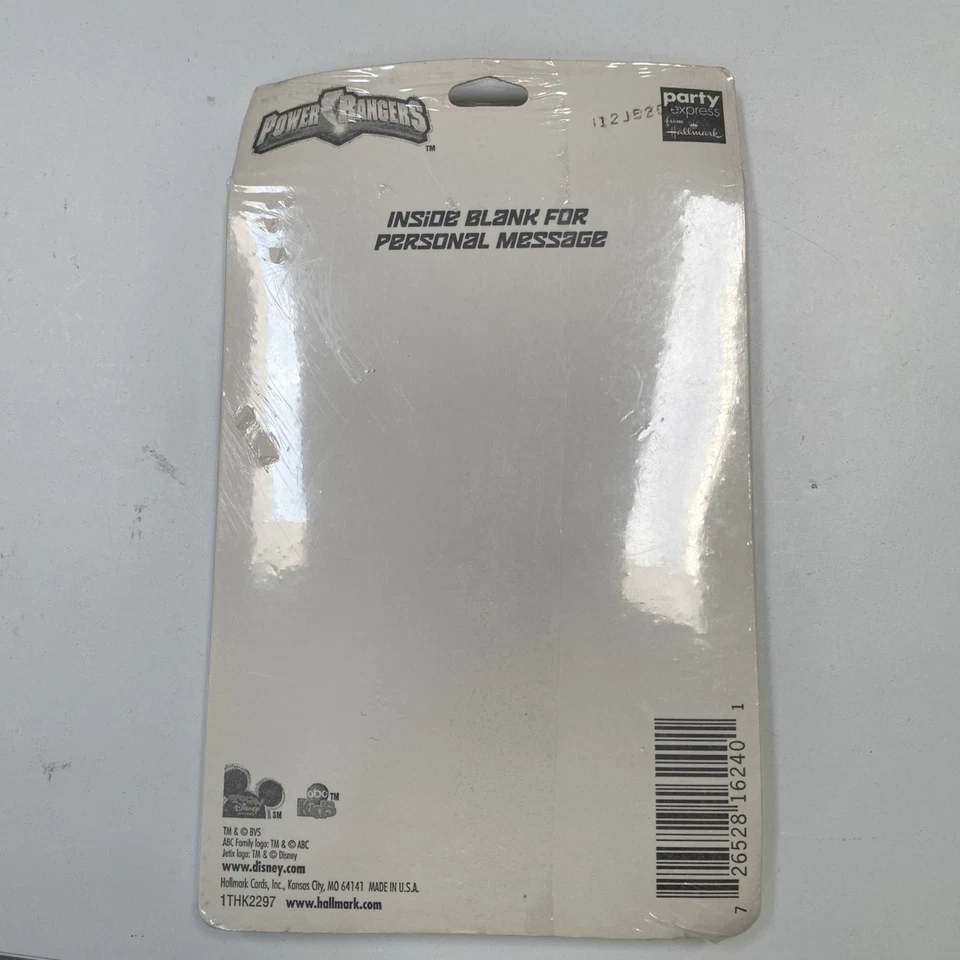 POWER RANGERS
TM
12J52
party
express
from
Hallmark
INSIDE BLANK FOR
PERSONAL MESSAGE
Disney
SM
abc TM
Kids
TM & © BVS
ABC Family logo: TM & © ABC
Jetix logo: TM & © Disney
www.disney.com
Hallmark Cards, Inc., Kansas City, MO 64141 MADE IN U.S.A.
1THK2297 www.hallmark.com
7 26528 16240 1